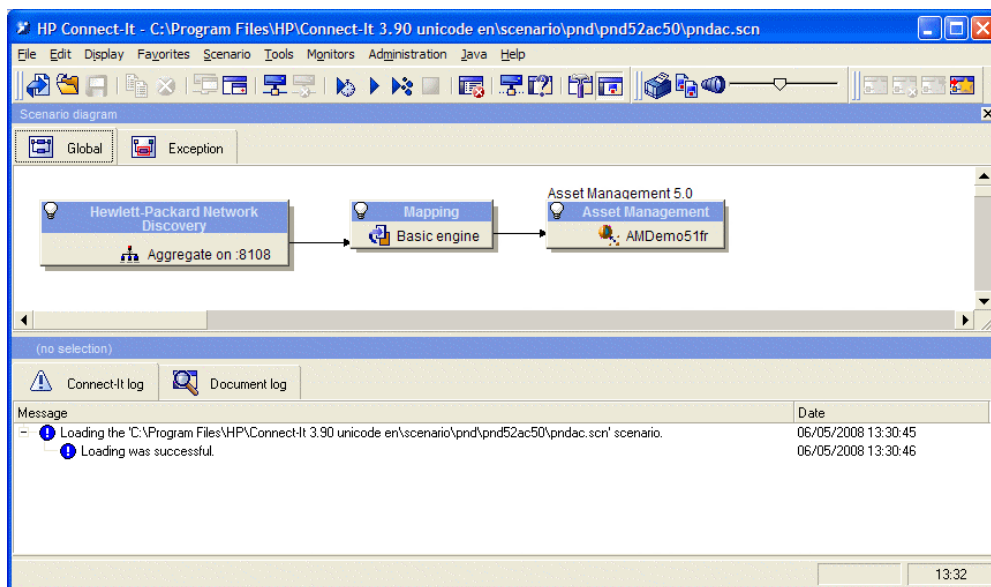 HP Connect-It - C:\Program Files\HP\Connect-It 3.90 unicode en\scenario\pnd\pnd52ac50\pndac.scn
File Edit Display Favorites Scenario Tools Monitors Administration Java Help
Scenario diagram
Global Exception
Asset Management 5.0
Hewlett-Packard Network Discovery
Aggregate on :8108
Mapping
Basic engine
Asset Management
AMDemo51fr
(no selection)
Connect-It log Document log
Message Date
Loading the 'C:\Program Files\HP\Connect-It 3.90 unicode en\scenario\pnd\pnd52ac50\pndac.scn' scenario. 06/05/2008 13:30:45
Loading was successful. 06/05/2008 13:30:46
13:32